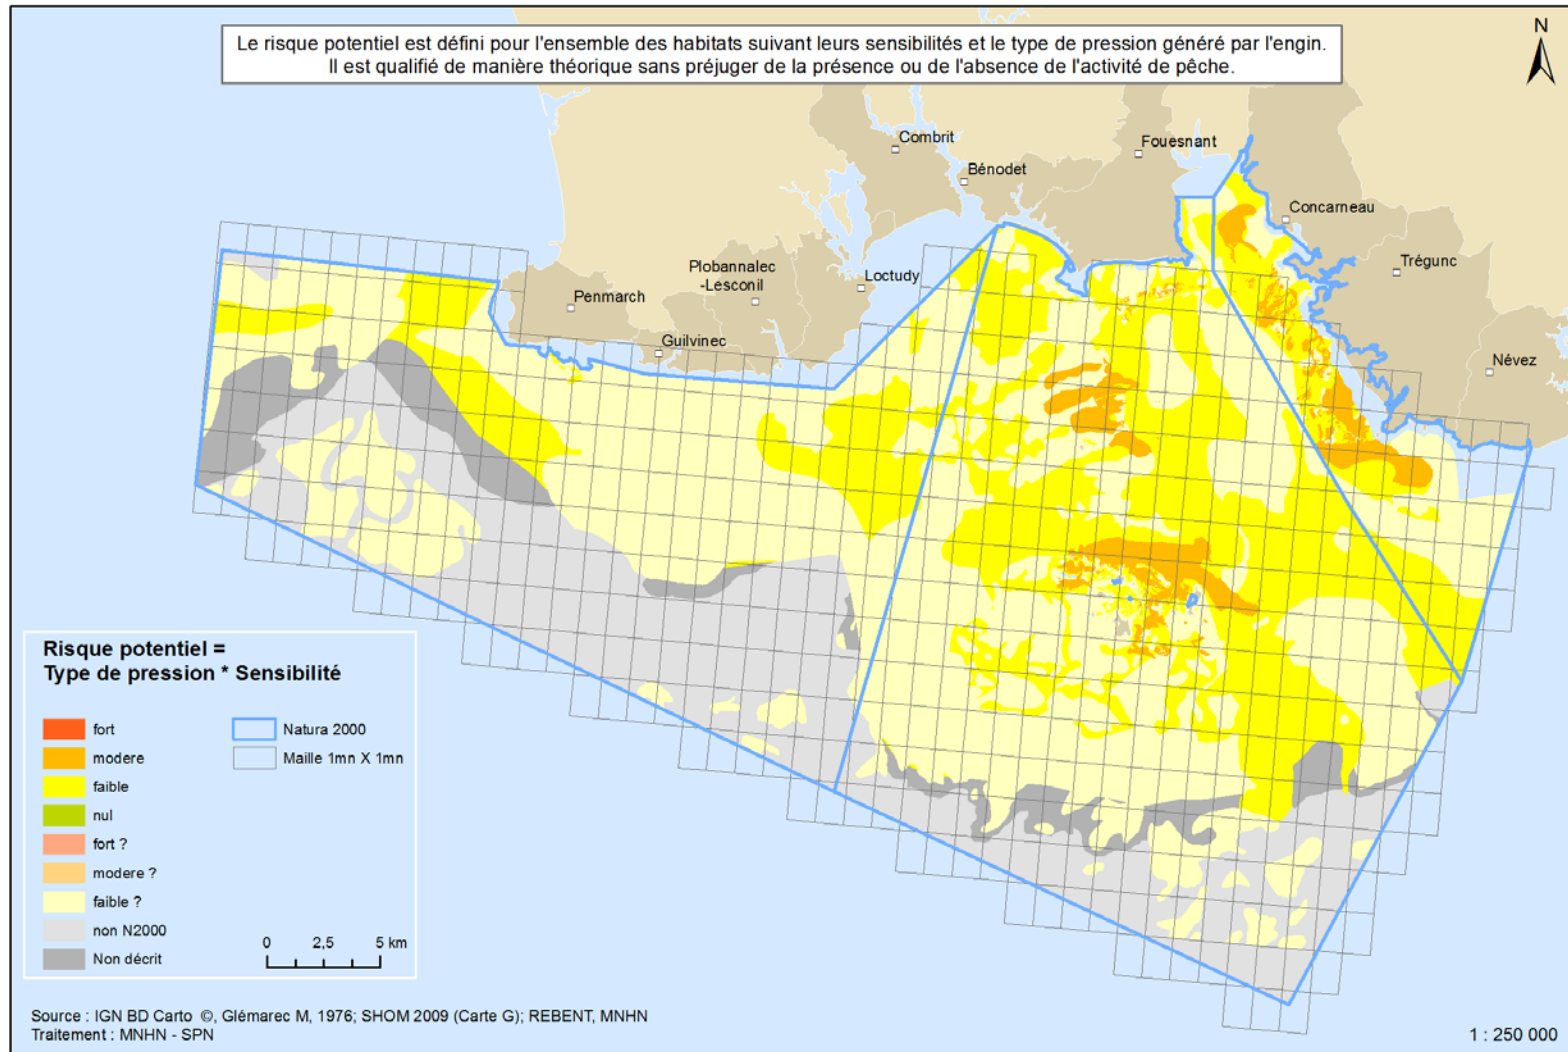 Le risque potentiel est défini pour l'ensemble des habitats suivant leurs sensibilités et le type de pression généré par l'engin.
Il est qualifié de manière théorique sans préjuger de la présence ou de l'absence de l'activité de pêche.
N
Combrit
Fouesnant
Bénodet
Concarneau
Trégunc
Plobannalec
-Lesconil
Loctudy
Penmarch
Guilvinec
Névez
Risque potentiel =
Type de pression * Sensibilité
fort
modere
faible
nul
fort ?
modere ?
faible ?
non N2000
Non décrit
Natura 2000
Maille 1mn X 1mn
0 2,5 5 km
Source : IGN BD Carto ©, Glémarec M, 1976; SHOM 2009 (Carte G); REBENT, MNHN
Traitement : MNHN - SPN
1 : 250 000